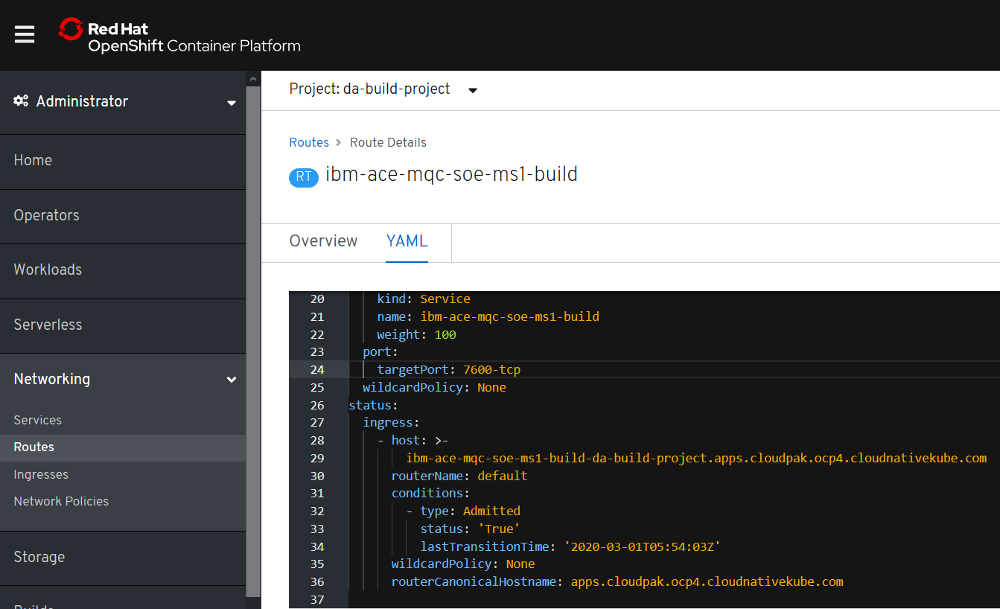 Red Hat
OpenShift Container Platform
Administrator
Home
Operators
Workloads
Serverless
Networking
Services
Routes
Ingresses
Network Policies
Storage
Builds
Project: da-build-project
Routes > Route Details
RT ibm-ace-mqc-soe-ms1-build
Overview YAML
20 kind: Service
21 name: ibm-ace-mqc-soe-ms1-build
22 weight: 100
23 port:
24 targetPort: 7600-tcp
25 wildcardPolicy: None
26 status:
27 ingress:
28 - host: >-
29 ibm-ace-mqc-soe-ms1-build-da-build-project.apps.cloudpak.ocp4.cloudnativekube.com
30 routerName: default
31 conditions:
32 - type: Admitted
33 status: 'True'
34 lastTransitionTime: '2020-03-01T05:54:03Z'
35 wildcardPolicy: None
36 routerCanonicalHostname: apps.cloudpak.ocp4.cloudnativekube.com
37